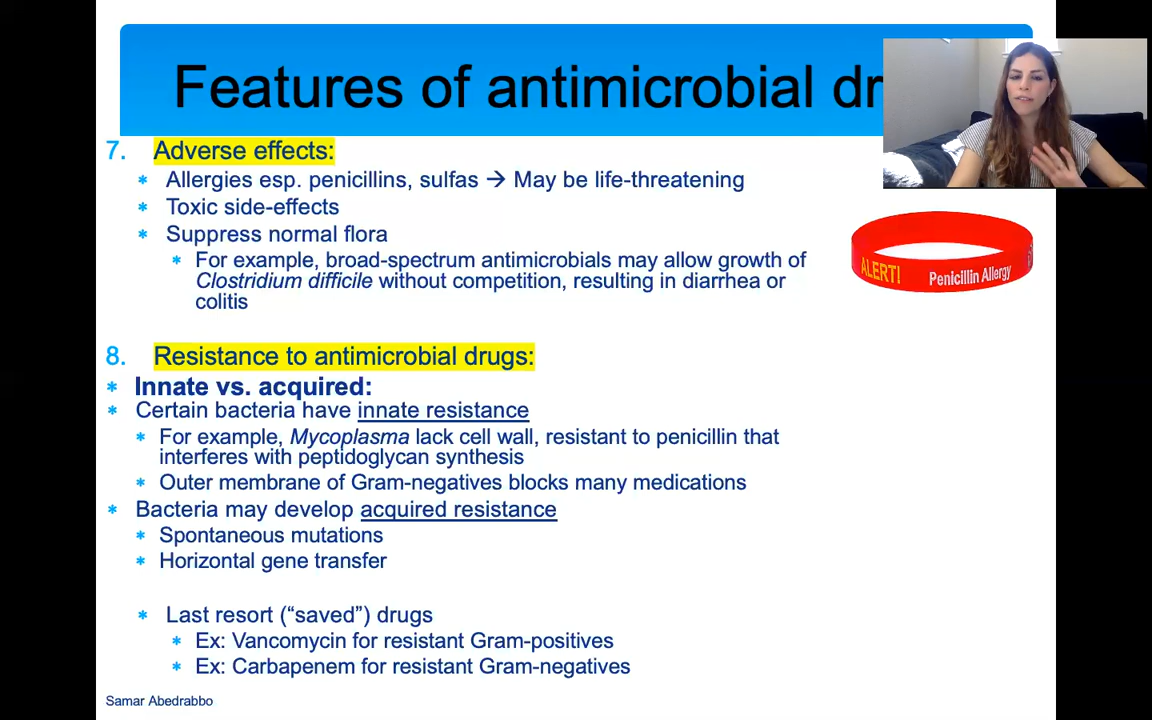 Features of antimicrobial dr
7. Adverse effects:
* Allergies esp. penicillins, sulfas → May be life-threatening
* Toxic side-effects
* Suppress normal flora
* For example, broad-spectrum antimicrobials may allow growth of
Clostridium difficile without competition, resulting in diarrhea or
colitis
ALERT! Penicillin Allergy
8. Resistance to antimicrobial drugs:
* Innate vs. acquired:
* Certain bacteria have innate resistance
* For example, Mycoplasma lack cell wall, resistant to penicillin that
interferes with peptidoglycan synthesis
* Outer membrane of Gram-negatives blocks many medications
* Bacteria may develop acquired resistance
* Spontaneous mutations
* Horizontal gene transfer
* Last resort (“saved”) drugs
* Ex: Vancomycin for resistant Gram-positives
* Ex: Carbapenem for resistant Gram-negatives
Samar Abedrabbo